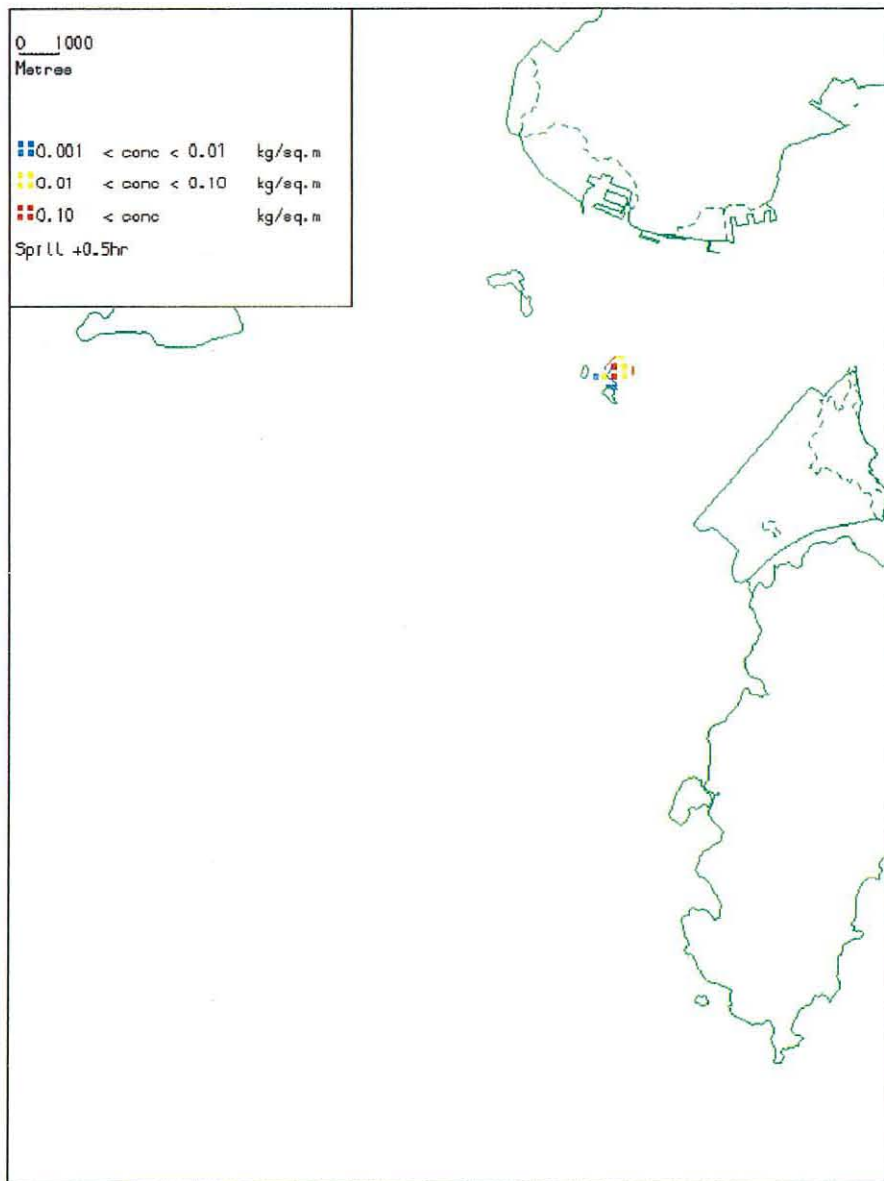 0 1000
Metres
0.001 < conc < 0.01 kg/sq.m
0.01 < conc < 0.10 kg/sq.m
0.10 < conc kg/sq.m
Spill +0.5hr